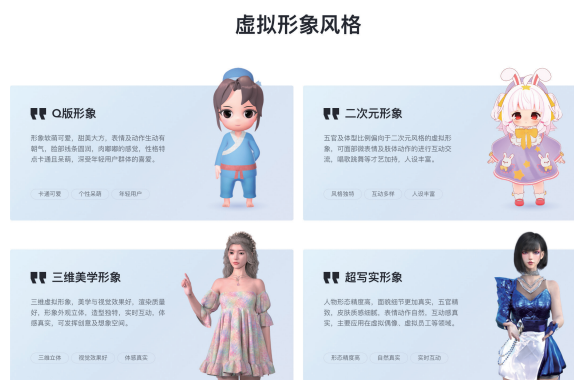 虚拟形象风格
Q版形象
形象软萌可爱，甜美大方，表情及动作生动有
朝气，脸部线条圆润，肉嘟嘟的感觉，性格特
点卡通且呆萌，深受年轻用户群体的喜爱。
卡通可爱 个性呆萌 年轻用户
二次元形象
五官及体型比例偏向于二次元风格的虚拟形
象，可面部微表情及肢体动作的进行互动交
流，唱歌跳舞等才艺加持，人设丰富。
风格独特 互动多样 人设丰富
三维美学形象
三维虚拟形象，美学与视觉效果好，渲染质量
好，形象外观立体，造型独特，实时互动，体
感真实，可发挥创意及想象空间。
三维立体 视觉效果好 体感真实
超写实形象
人物形态精度高，面貌细节更加真实，五官精
致，皮肤质感细腻，表情动作自然，互动感真
实，主要应用在虚拟偶像、虚拟员工等领域。
形态精度高 自然真实 实时互动